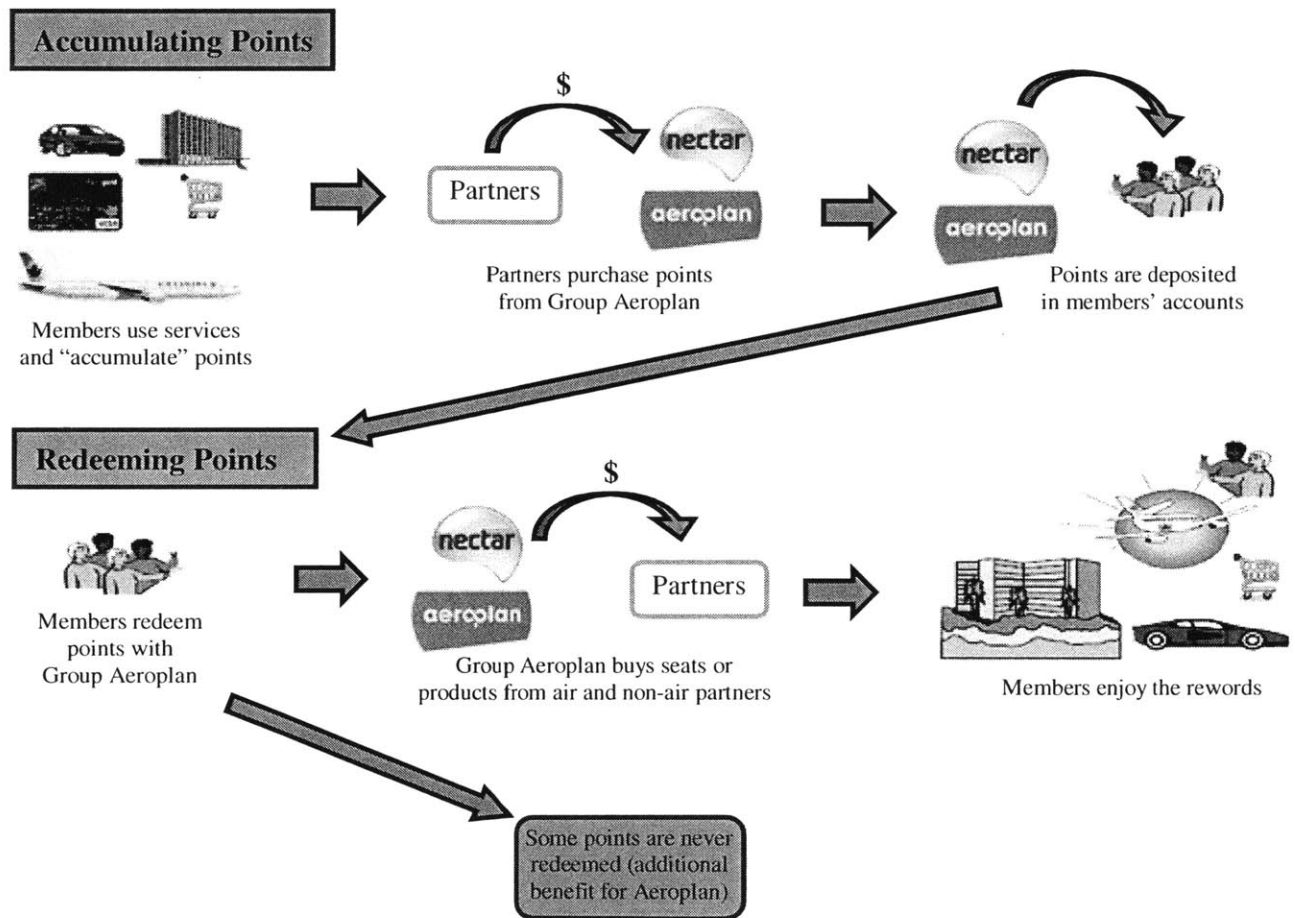 Accumulating Points
$
nectar
aeroplan
Partners
nectar
aeroplan
Members use services
and “accumulate” points
Partners purchase points
from Group Aeroplan
Points are deposited
in members’ accounts
Redeeming Points
$
nectar
aeroplan
Partners
Members redeem
points with
Group Aeroplan
Group Aeroplan buys seats or
products from air and non-air partners
Members enjoy the rewords
Some points are never
redeemed (additional
benefit for Aeroplan)